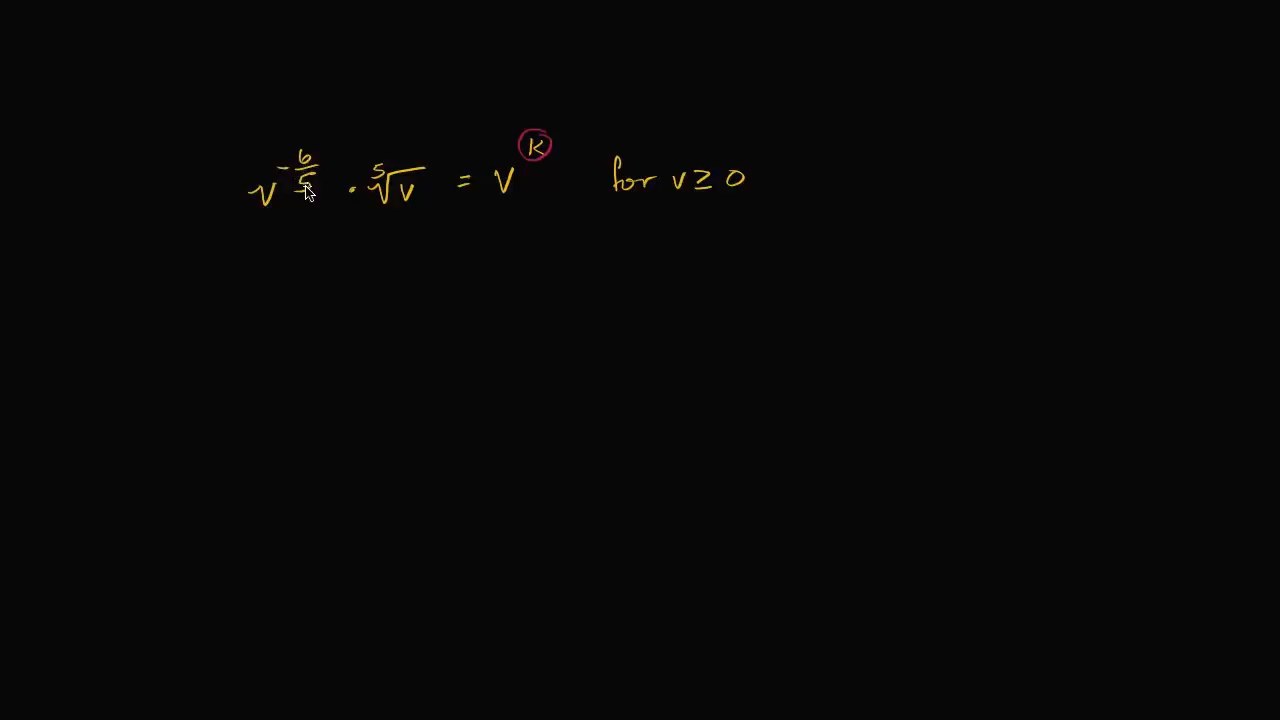 v^{-6/5} · ⁵√v = v^K for v ≥ 0